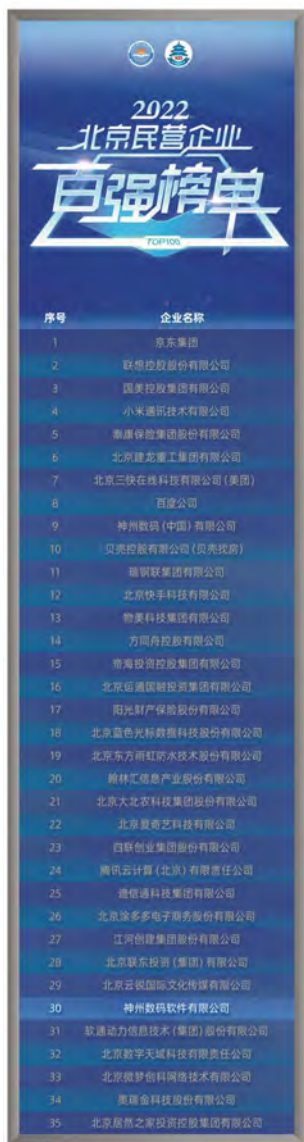 2022
北京民营企业
百强榜单
TOP100
序号 企业名称
1 京东集团
2 联想控股股份有限公司
3 国美控股集团有限公司
4 小米通讯技术有限公司
5 泰康保险集团股份有限公司
6 北京建龙重工集团有限公司
7 北京三快在线科技有限公司(美团)
8 百度公司
9 神州数码(中国)有限公司
10 贝壳控股有限公司(贝壳找房)
11 瑞钢联集团有限公司
12 北京快手科技有限公司
13 物美科技集团有限公司
14 方同舟控股有限公司
15 帝海投资控股集团有限公司
16 北京运通国融投资集团有限公司
17 阳光财产保险股份有限公司
18 北京蓝色光标数据科技股份有限公司
19 北京东方雨虹防水技术股份有限公司
20 翰林汇信息产业股份有限公司
21 北京大北农科技集团股份有限公司
22 北京爱奇艺科技有限公司
23 四联创业集团股份有限公司
24 腾讯云计算(北京)有限责任公司
25 通信通科技集团有限公司
26 北京涂多多电子商务股份有限公司
27 江河创建集团股份有限公司
28 北京联东投资(集团)有限公司
29 北京云锐国际文化传媒有限公司
30 神州数码软件有限公司
31 软通动力信息技术(集团)股份有限公司
32 北京数字天域科技有限责任公司
33 北京微梦创科网络技术有限公司
34 奥瑞金科技股份有限公司
35 北京居然之家投资控股集团有限公司